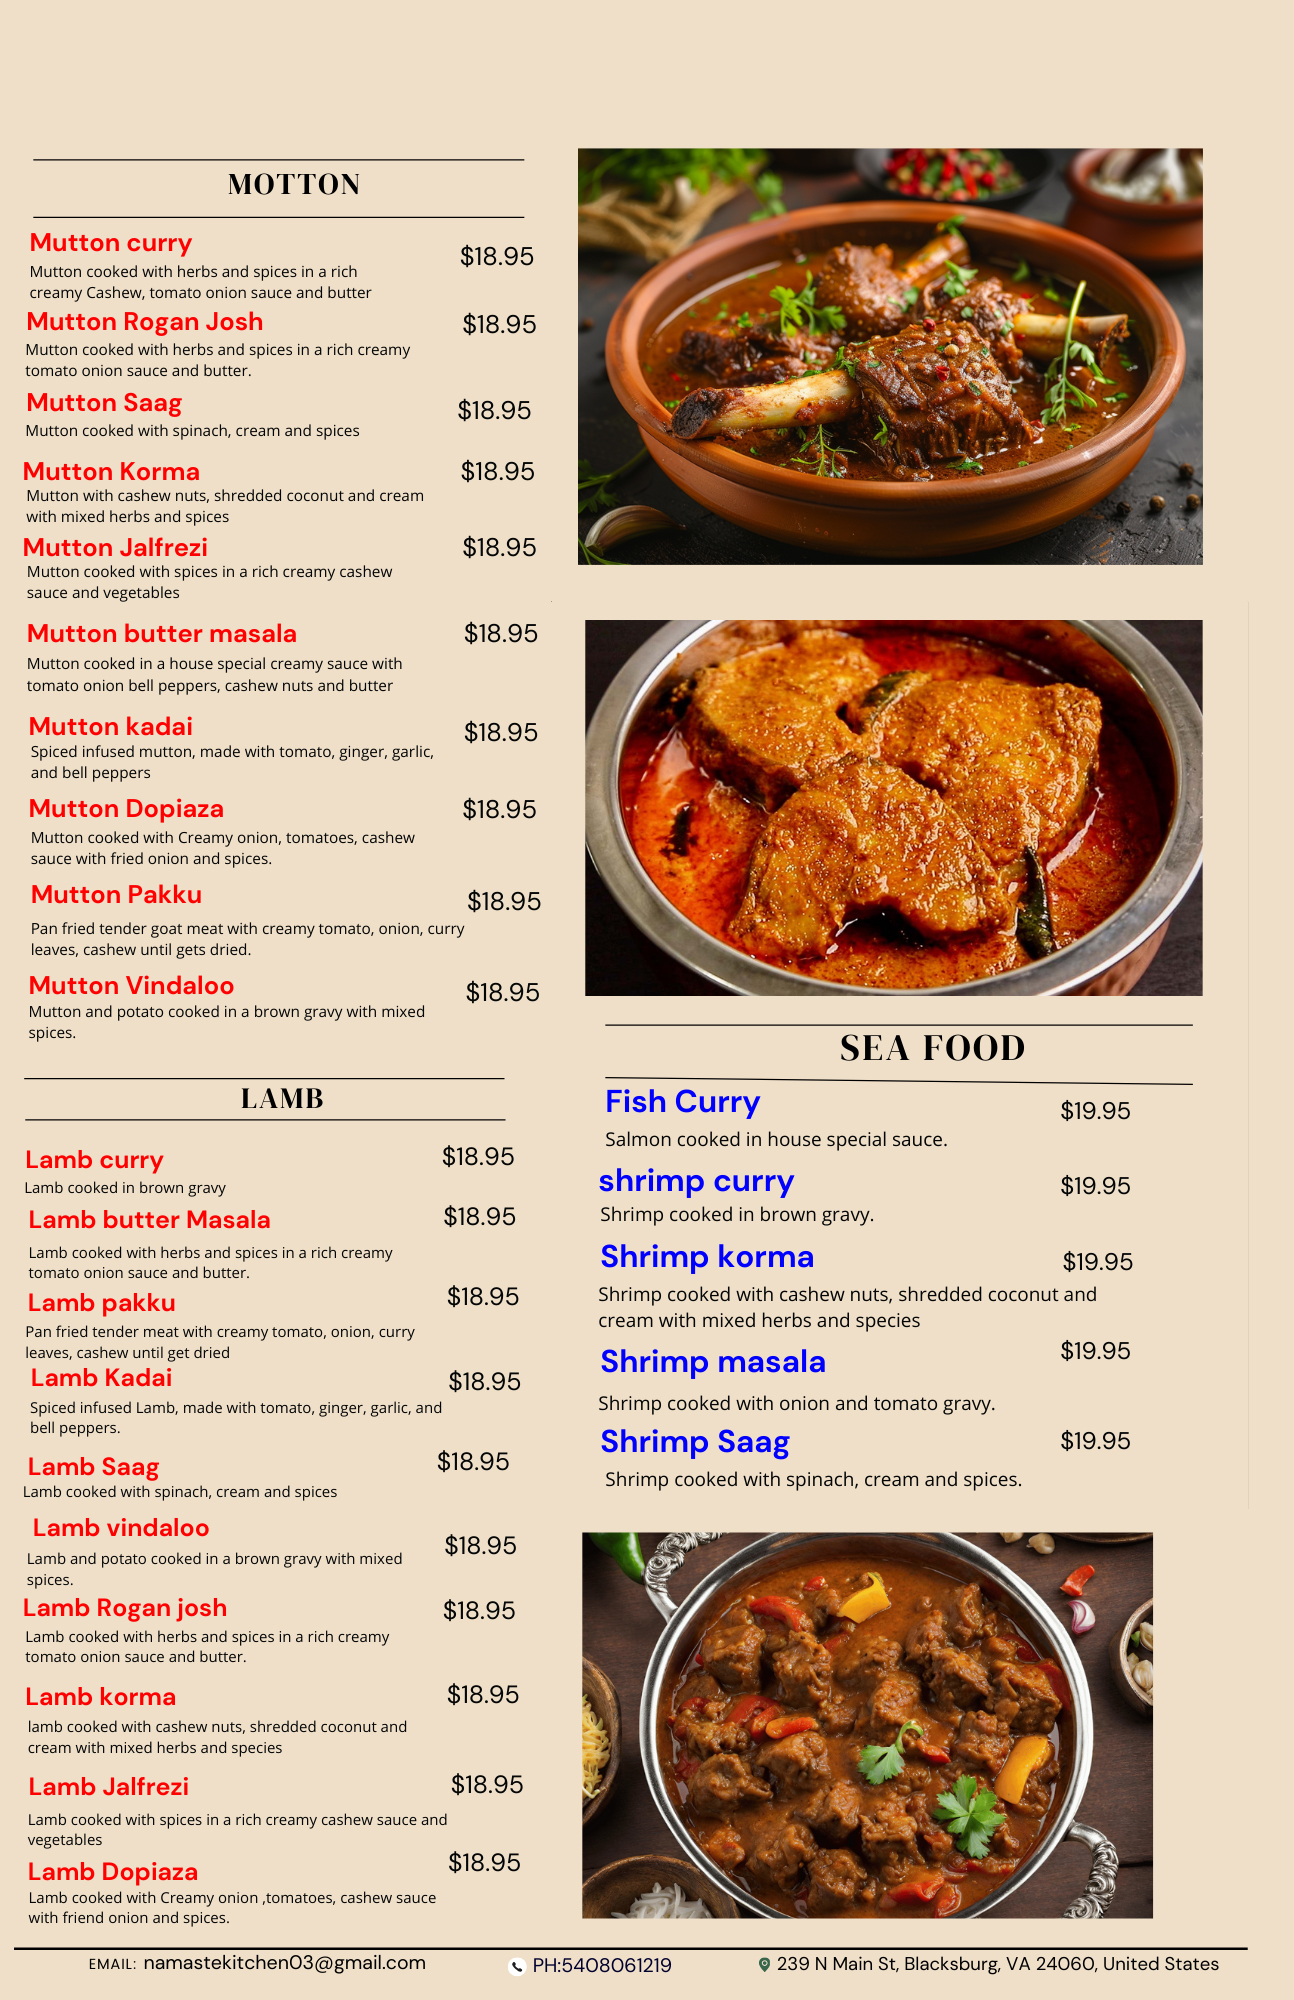 MOTTON
Mutton curry
$18.95
Mutton cooked with herbs and spices in a rich
creamy Cashew, tomato onion sauce and butter
Mutton Rogan Josh
$18.95
Mutton cooked with herbs and spices in a rich creamy
tomato onion sauce and butter.
Mutton Saag
$18.95
Mutton cooked with spinach, cream and spices
Mutton Korma
$18.95
Mutton with cashew nuts, shredded coconut and cream
with mixed herbs and spices
Mutton Jalfrezi
$18.95
Mutton cooked with spices in a rich creamy cashew
sauce and vegetables
Mutton butter masala
$18.95
Mutton cooked in a house special creamy sauce with
tomato onion bell peppers, cashew nuts and butter
Mutton kadai
$18.95
Spiced infused mutton, made with tomato, ginger, garlic,
and bell peppers
Mutton Dopiaza
$18.95
Mutton cooked with Creamy onion, tomatoes, cashew
sauce with fried onion and spices.
Mutton Pakku
$18.95
Pan fried tender goat meat with creamy tomato, onion, curry
leaves, cashew until gets dried.
Mutton Vindaloo
$18.95
Mutton and potato cooked in a brown gravy with mixed
spices.
LAMB
Lamb curry
$18.95
Lamb cooked in brown gravy
Lamb butter Masala
$18.95
Lamb cooked with herbs and spices in a rich creamy
tomato onion sauce and butter.
Lamb pakku
$18.95
Pan fried tender meat with creamy tomato, onion, curry
leaves, cashew until get dried
Lamb Kadai
$18.95
Spiced infused Lamb, made with tomato, ginger, garlic, and
bell peppers.
Lamb Saag
$18.95
Lamb cooked with spinach, cream and spices
Lamb vindaloo
$18.95
Lamb and potato cooked in a brown gravy with mixed
spices.
Lamb Rogan josh
$18.95
Lamb cooked with herbs and spices in a rich creamy
tomato onion sauce and butter.
Lamb korma
$18.95
lamb cooked with cashew nuts, shredded coconut and
cream with mixed herbs and species
Lamb Jalfrezi
$18.95
Lamb cooked with spices in a rich creamy cashew sauce and
vegetables
Lamb Dopiaza
$18.95
Lamb cooked with Creamy onion ,tomatoes, cashew sauce
with friend onion and spices.
SEA FOOD
Fish Curry
$19.95
Salmon cooked in house special sauce.
shrimp curry
$19.95
Shrimp cooked in brown gravy.
Shrimp korma
$19.95
Shrimp cooked with cashew nuts, shredded coconut and
cream with mixed herbs and species
Shrimp masala
$19.95
Shrimp cooked with onion and tomato gravy.
Shrimp Saag
$19.95
Shrimp cooked with spinach, cream and spices.
EMAIL: namastekitchen03@gmail.com
PH:5408061219
239 N Main St, Blacksburg, VA 24060, United States